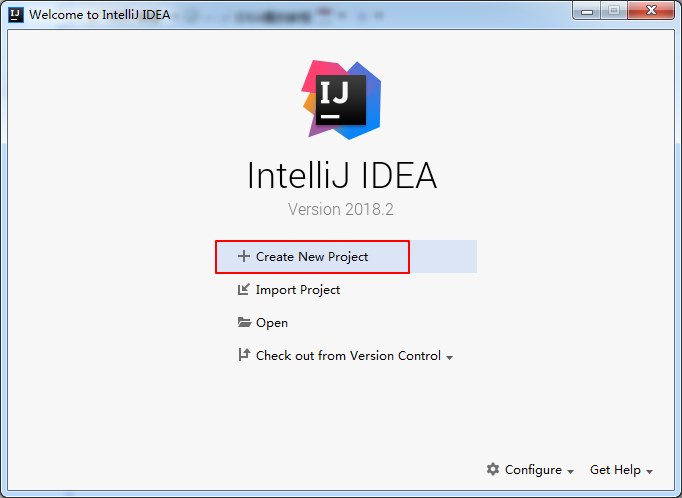 Welcome to IntelliJ IDEA
IJ
IntelliJ IDEA
Version 2018.2
Create New Project
Import Project
Open
Check out from Version Control
Configure
Get Help